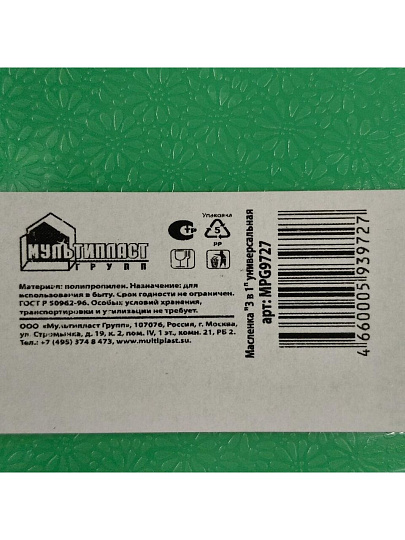 МУЛЬТИПЛАСТ
ГРУПП
Упаковка
5
PP
Материал: полипропилен. Назначение: для
использования в быту. Срок годности не ограничен.
ГОСТ Р 50962-96. Особых условий хранения,
транспортировки и утилизации не требует.
ООО «Мультипласт Групп», 107076, Россия, г. Москва,
ул. Стромынка, д. 19, к. 2, пом. IV, 1 эт., комн. 21, РБ 2.
Тел.: +7 (495) 374 8 473, www.multiplast.su
Масленка "3 в 1" универсальная
арт: MPG9727
4660005939727